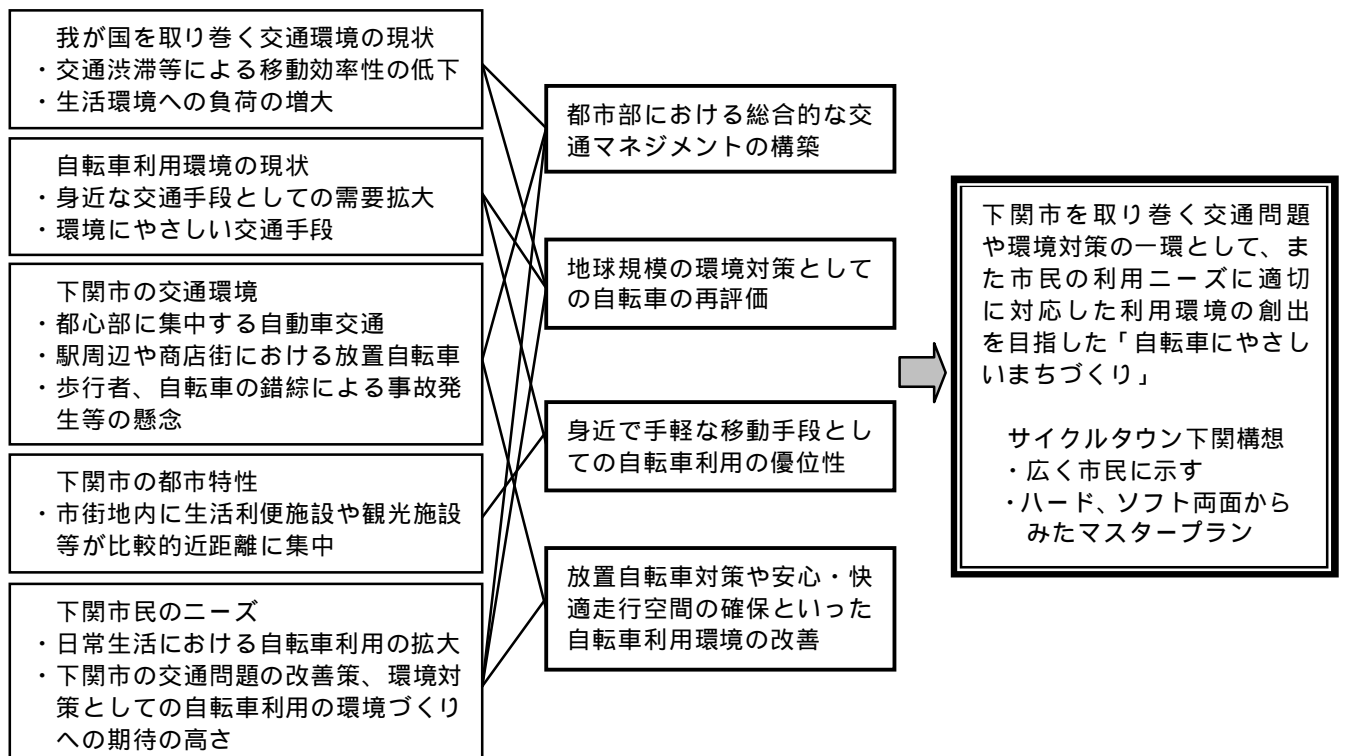 我が国を取り巻く交通環境の現状
・交通渋滞等による移動効率性の低下
・生活環境への負荷の増大
自転車利用環境の現状
・身近な交通手段としての需要拡大
・環境にやさしい交通手段
下関市の交通環境
・都心部に集中する自動車交通
・駅周辺や商店街における放置自転車
・歩行者、自転車の錯綜による事故発
生等の懸念
下関市の都市特性
・市街地内に生活利便施設や観光施設
等が比較的近距離に集中
下関市民のニーズ
・日常生活における自転車利用の拡大
・下関市の交通問題の改善策、環境対
策としての自転車利用の環境づくり
への期待の高さ
都市部における総合的な交
通マネジメントの構築
地球規模の環境対策として
の自転車の再評価
身近で手軽な移動手段とし
ての自転車利用の優位性
放置自転車対策や安心・快
適走行空間の確保といった
自転車利用環境の改善
下関市を取り巻く交通問題
や環境対策の一環として、ま
た市民の利用ニーズに適切
に対応した利用環境の創出
を目指した「自転車にやさし
いまちづくり」
サイクルタウン下関構想
・広く市民に示す
・ハード、ソフト両面から
みたマスタープラン